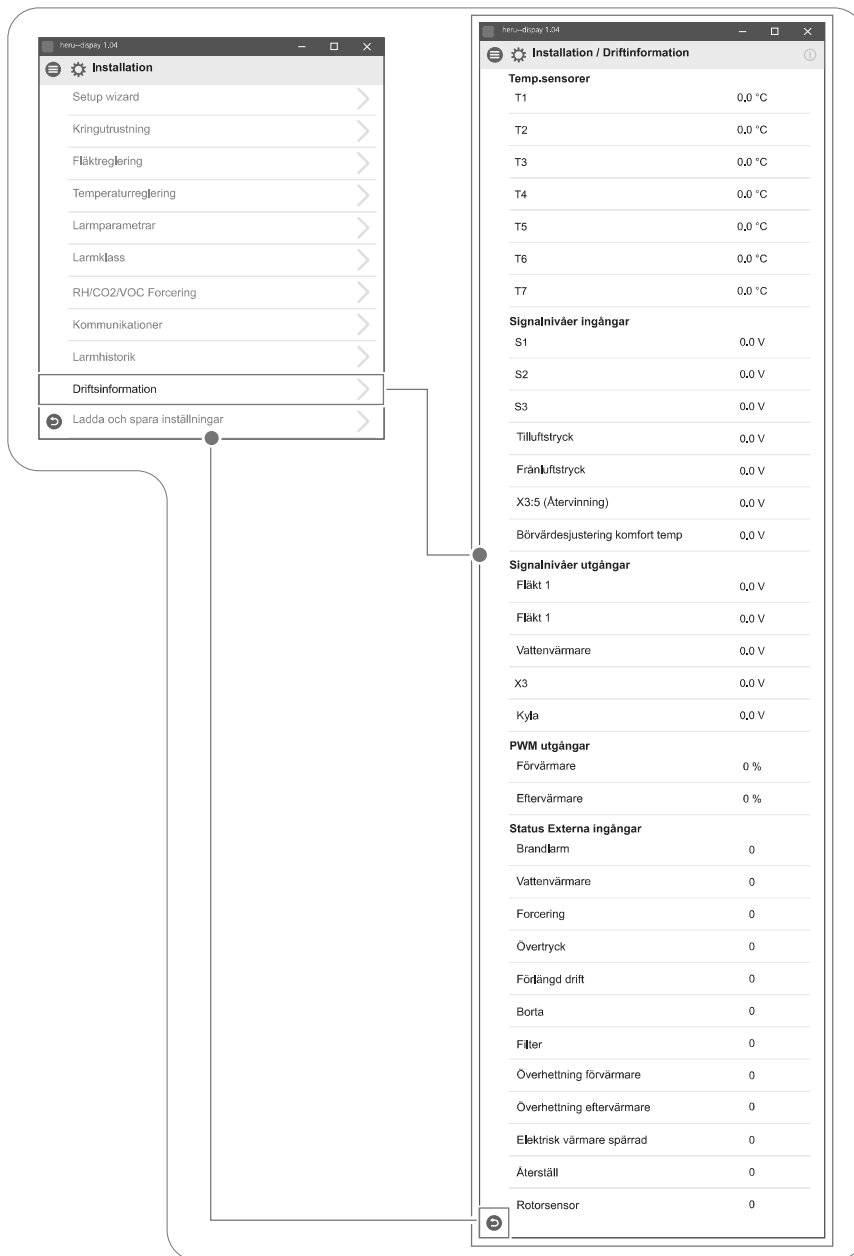 heru--dispay 1.04
Installation
Setup wizard
Kringutrustning
Fläktreglering
Temperaturreglering
Larmparametrar
Larmklass
RH/CO2/VOC Forcering
Kommunikationer
Larmhistorik
Driftsinformation
Ladda och spara inställningar
heru--dispay 1.04
Installation / Driftinformation
Temp.sensorer
T1 0.0 °C
T2 0.0 °C
T3 0.0 °C
T4 0.0 °C
T5 0.0 °C
T6 0.0 °C
T7 0.0 °C
Signalnivåer ingångar
S1 0.0 V
S2 0.0 V
S3 0.0 V
Tilluftstryck 0.0 V
Frånluftstryck 0.0 V
X3:5 (Återvinning) 0.0 V
Börvärdesjustering komfort temp 0.0 V
Signalnivåer utgångar
Fläkt 1 0.0 V
Fläkt 1 0.0 V
Vattenvärmare 0.0 V
X3 0.0 V
Kyla 0.0 V
PWM utgångar
Förvärmare 0 %
Eftervärmare 0 %
Status Externa ingångar
Brandlarm 0
Vattenvärmare 0
Forcering 0
Övertryck 0
Förlängd drift 0
Borta 0
Filter 0
Överhettning förvärmare 0
Överhettning eftervärmare 0
Elektrisk värmare spärrad 0
Återställ 0
Rotorsensor 0